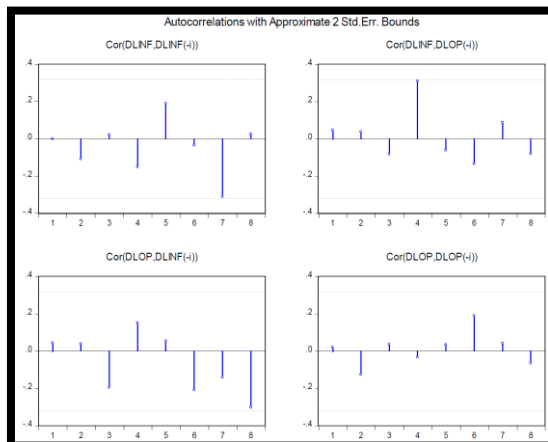 Autocorrelations with Approximate 2 Std.Err. Bounds
Cor(DLINF,DLINF(-i))
.4
.2
.0
-.2
-.4
1 2 3 4 5 6 7 8
Cor(DLINF,DLOP(-i))
.4
.2
.0
-.2
-.4
1 2 3 4 5 6 7 8
Cor(DLOP,DLINF(-i))
.4
.2
.0
-.2
-.4
1 2 3 4 5 6 7 8
Cor(DLOP,DLOP(-i))
.4
.2
.0
-.2
-.4
1 2 3 4 5 6 7 8